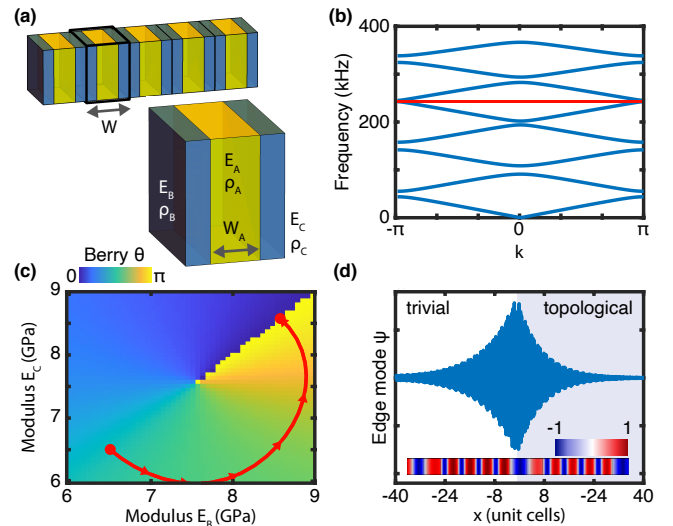 (a)
W
E_A
ρ_A
E_B
ρ_B
W_A
E_C
ρ_C
(b)
400
200
0
Frequency (kHz)
-π
0
π
k
(c)
Berry θ
0
π
9
8
7
6
Modulus E_C (GPa)
6
7
8
9
Modulus E_B (GPa)
(d)
trivial
topological
Edge mode ψ
-1
1
-40
-24
-8
-8
-24
40
x (unit cells)